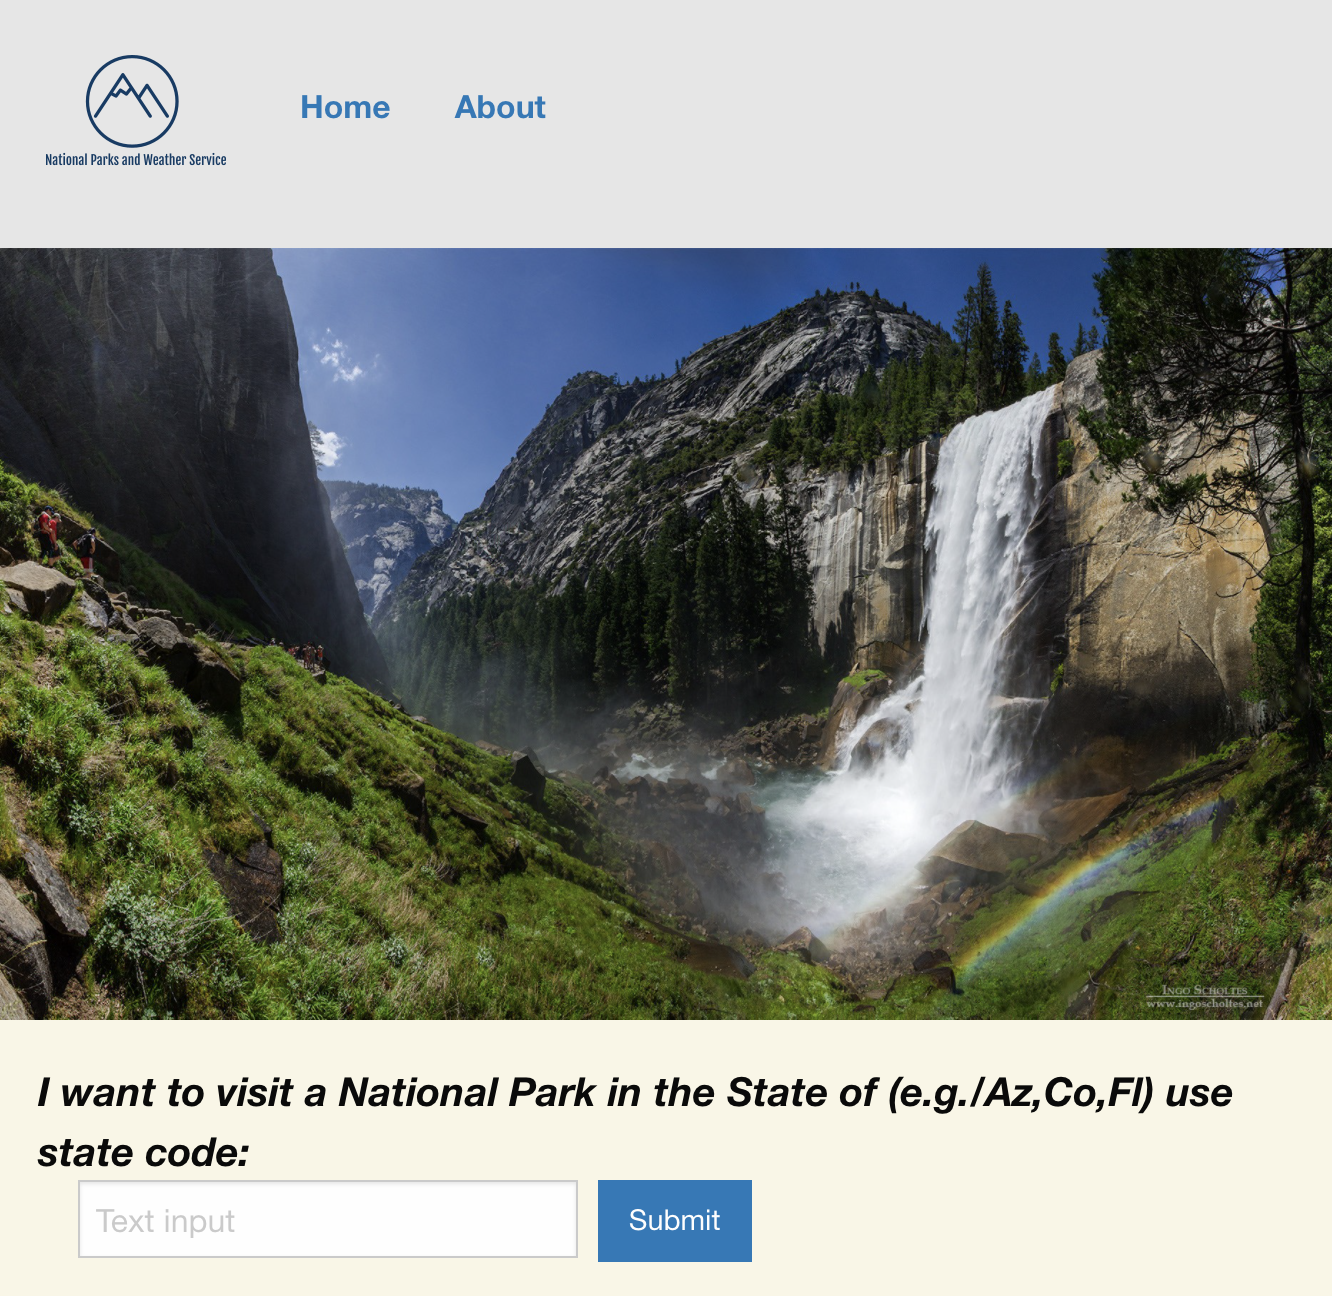 Home About
National Parks and Weather Service
Ingo Scholtes
www.ingoscholtes.net
I want to visit a National Park in the State of (e.g./Az,Co,Fl) use
state code:
Text input
Submit